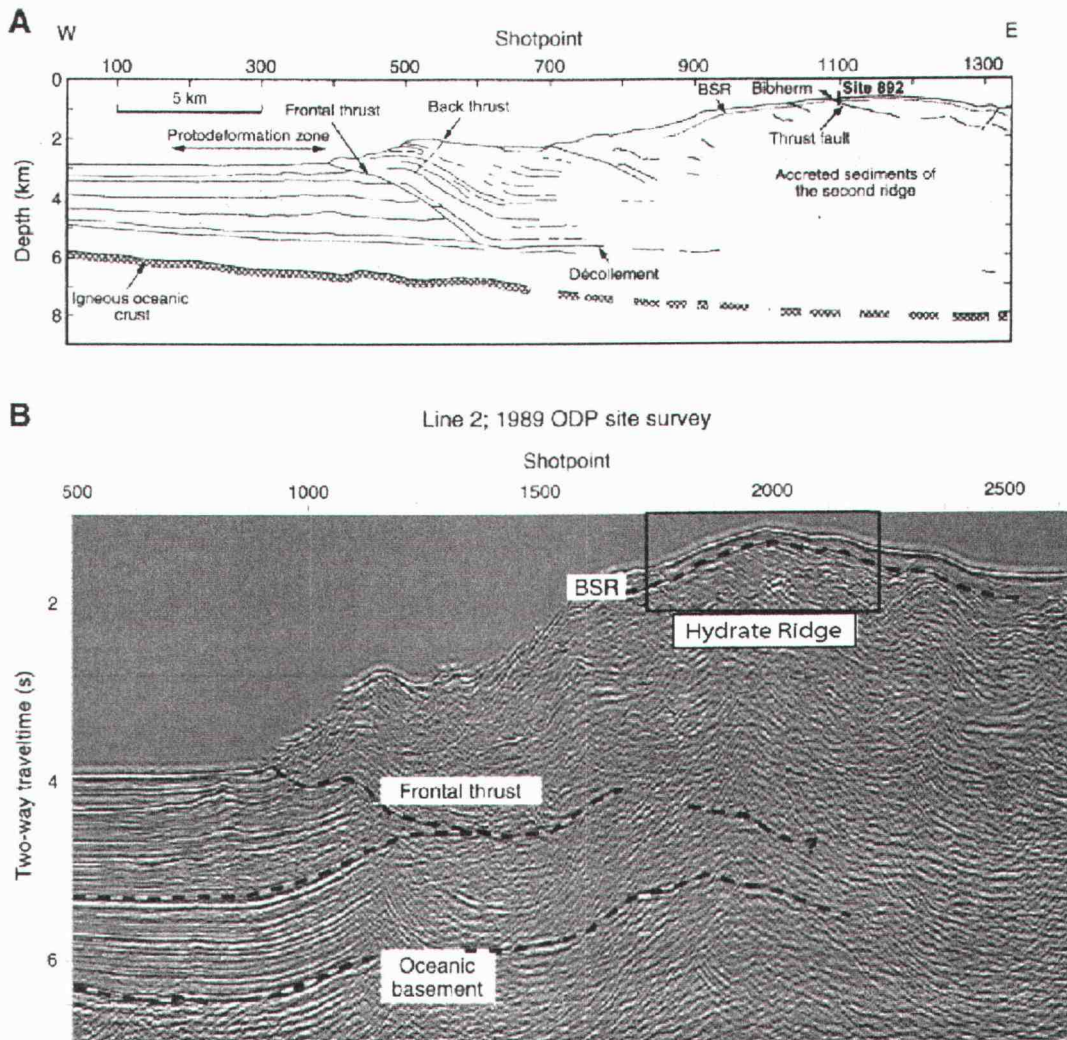 A
W
Shotpoint
E
100 300 500 700 900 1100 1300
0
2
4
6
8
Depth (km)
5 km
Protodeformation zone
Frontal thrust
Back thrust
BSR
Bibherm
Site 892
Thrust fault
Accreted sediments of
the second ridge
Décollement
Igneous oceanic
crust
B
Line 2; 1989 ODP site survey
Shotpoint
500 1000 1500 2000 2500
2
4
6
Two-way traveltime (s)
BSR
Hydrate Ridge
Frontal thrust
?
Oceanic
basement